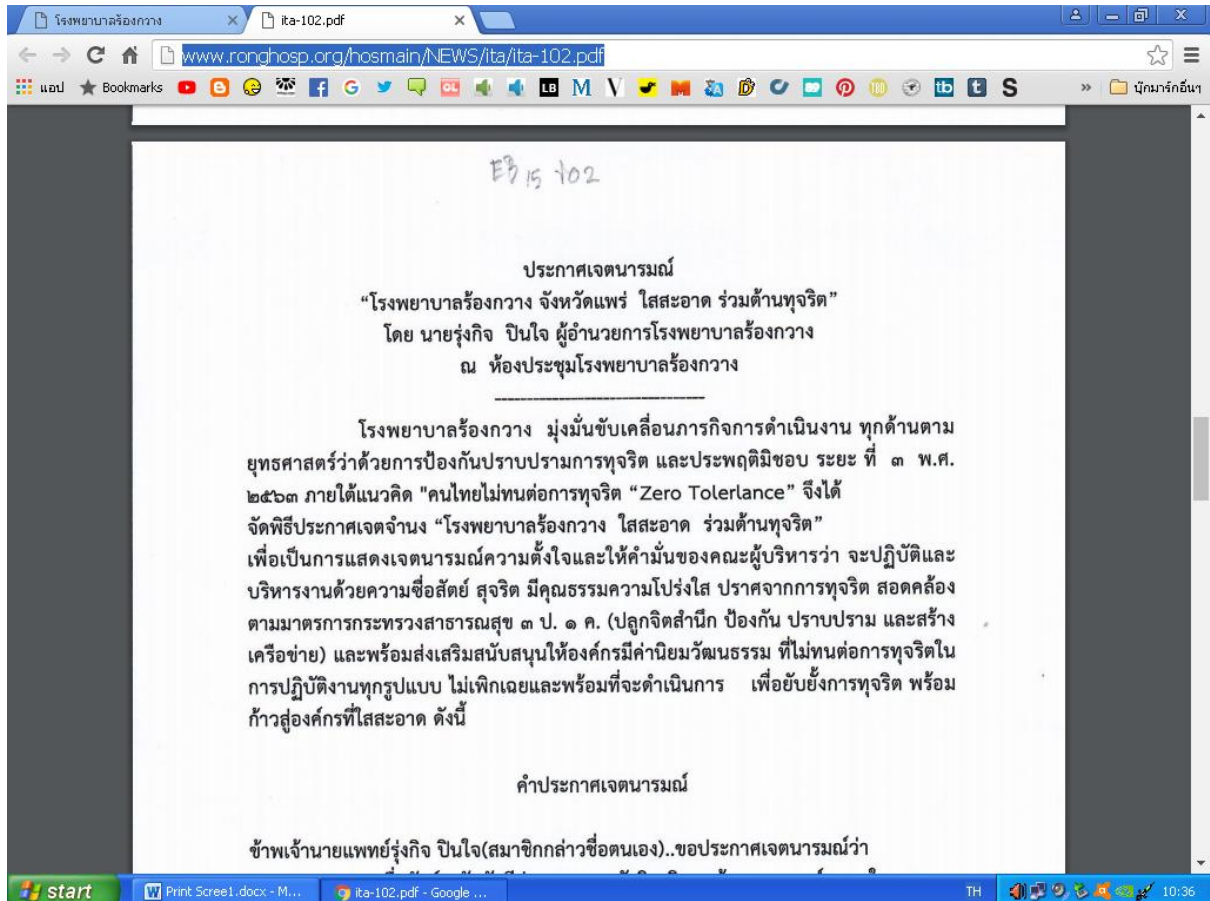 โรงพยาบาลร้องกวาง
ita-102.pdf
www.ronghosp.org/hosmain/NEWS/ita/ita-102.pdf
แอป Bookmarks » บุ๊กมาร์กอื่นๆ
EB 15 102
ประกาศเจตนารมณ์
“โรงพยาบาลร้องกวาง จังหวัดแพร่ ใสสะอาด ร่วมต้านทุจริต”
โดย นายรุ่งกิจ ปินใจ ผู้อำนวยการโรงพยาบาลร้องกวาง
ณ ห้องประชุมโรงพยาบาลร้องกวาง
--------------------------------
โรงพยาบาลร้องกวาง มุ่งมั่นขับเคลื่อนภารกิจการดำเนินงาน ทุกด้านตาม
ยุทธศาสตร์ว่าด้วยการป้องกันปราบปรามการทุจริต และประพฤติมิชอบ ระยะ ที่ ๓ พ.ศ.
๒๕๖๓ ภายใต้แนวคิด "คนไทยไม่ทนต่อการทุจริต “Zero Tolerlance” จึงได้
จัดพิธีประกาศเจตจำนง “โรงพยาบาลร้องกวาง ใสสะอาด ร่วมต้านทุจริต”
เพื่อเป็นการแสดงเจตนารมณ์ความตั้งใจและให้คำมั่นของคณะผู้บริหารว่า จะปฏิบัติและ
บริหารงานด้วยความซื่อสัตย์ สุจริต มีคุณธรรมความโปร่งใส ปราศจากการทุจริต สอดคล้อง
ตามมาตรการกระทรวงสาธารณสุข ๓ ป. ๑ ค. (ปลูกจิตสำนึก ป้องกัน ปราบปราม และสร้าง
เครือข่าย) และพร้อมส่งเสริมสนับสนุนให้องค์กรมีค่านิยมวัฒนธรรม ที่ไม่ทนต่อการทุจริตใน
การปฏิบัติงานทุกรูปแบบ ไม่เพิกเฉยและพร้อมที่จะดำเนินการ เพื่อยับยั้งการทุจริต พร้อม
ก้าวสู่องค์กรที่ใสสะอาด ดังนี้
คำประกาศเจตนารมณ์
ข้าพเจ้านายแพทย์รุ่งกิจ ปินใจ(สมาชิกกล่าวชื่อตนเอง)..ขอประกาศเจตนารมณ์ว่า
start
Print Scree1.docx - M...
ita-102.pdf - Google ...
TH
10:36